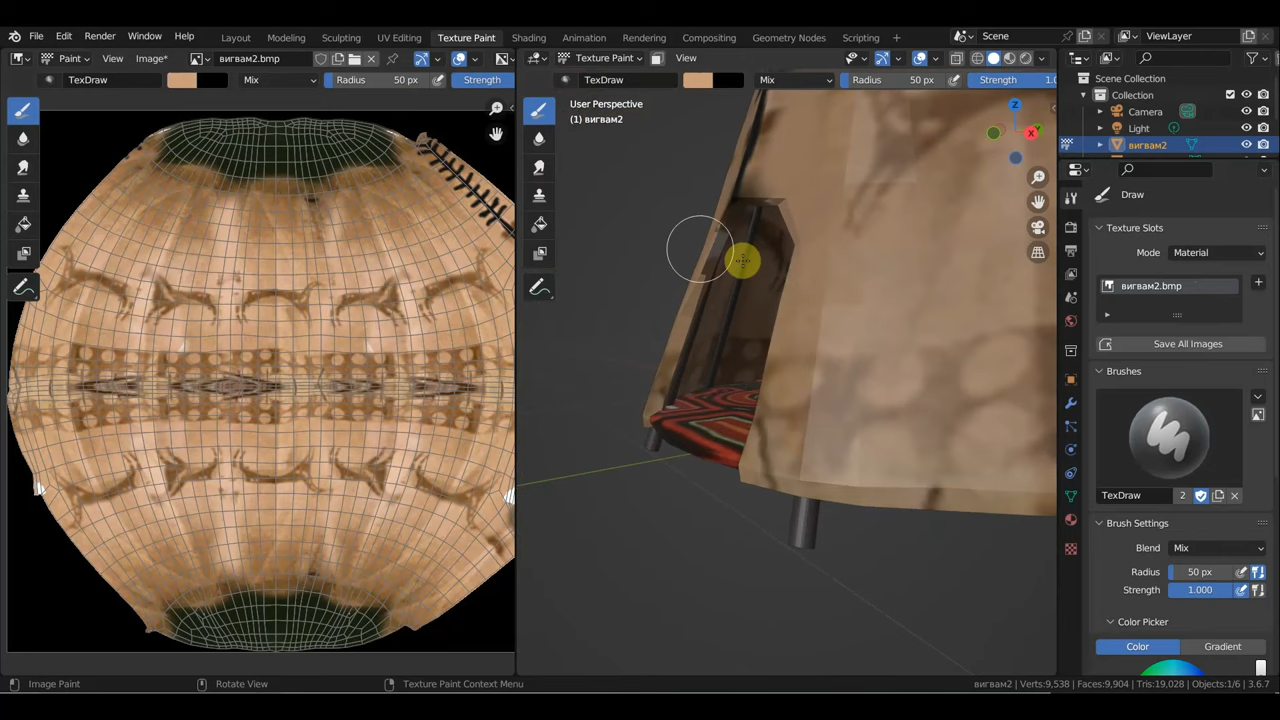 File Edit Render Window Help Layout Modeling Sculpting UV Editing Texture Paint Shading Animation Rendering Compositing Geometry Nodes Scripting Scene ViewLayer
Paint View Image* вигвам2.bmp Texture Paint View
TexDraw Mix Radius 50 px Strength TexDraw Mix Radius 50 px Strength 1.0
Scene Collection
Collection
Camera
Light
вигвам2
User Perspective
(1) вигвам2
Z
X
Draw
Texture Slots
Mode Material
вигвам2.bmp
Save All Images
Brushes
TexDraw 2
Brush Settings
Blend Mix
Radius 50 px
Strength 1.000
Color Picker
Color Gradient
Image Paint Rotate View Texture Paint Context Menu вигвам2 | Verts:9,538 | Faces:9,904 | Tris:19,028 | Objects:1/6 | 3.6.7